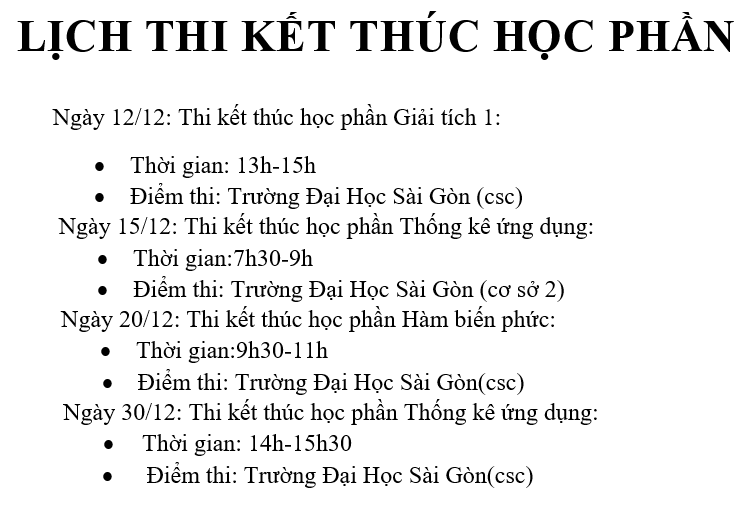 LỊCH THI KẾT THÚC HỌC PHẦN
Ngày 12/12: Thi kết thúc học phần Giải tích 1:
• Thời gian: 13h-15h
• Điểm thi: Trường Đại Học Sài Gòn (csc)
Ngày 15/12: Thi kết thúc học phần Thống kê ứng dụng:
• Thời gian:7h30-9h
• Điểm thi: Trường Đại Học Sài Gòn (cơ sở 2)
Ngày 20/12: Thi kết thúc học phần Hàm biến phức:
• Thời gian:9h30-11h
• Điểm thi: Trường Đại Học Sài Gòn(csc)
Ngày 30/12: Thi kết thúc học phần Thống kê ứng dụng:
• Thời gian: 14h-15h30
• Điểm thi: Trường Đại Học Sài Gòn(csc)